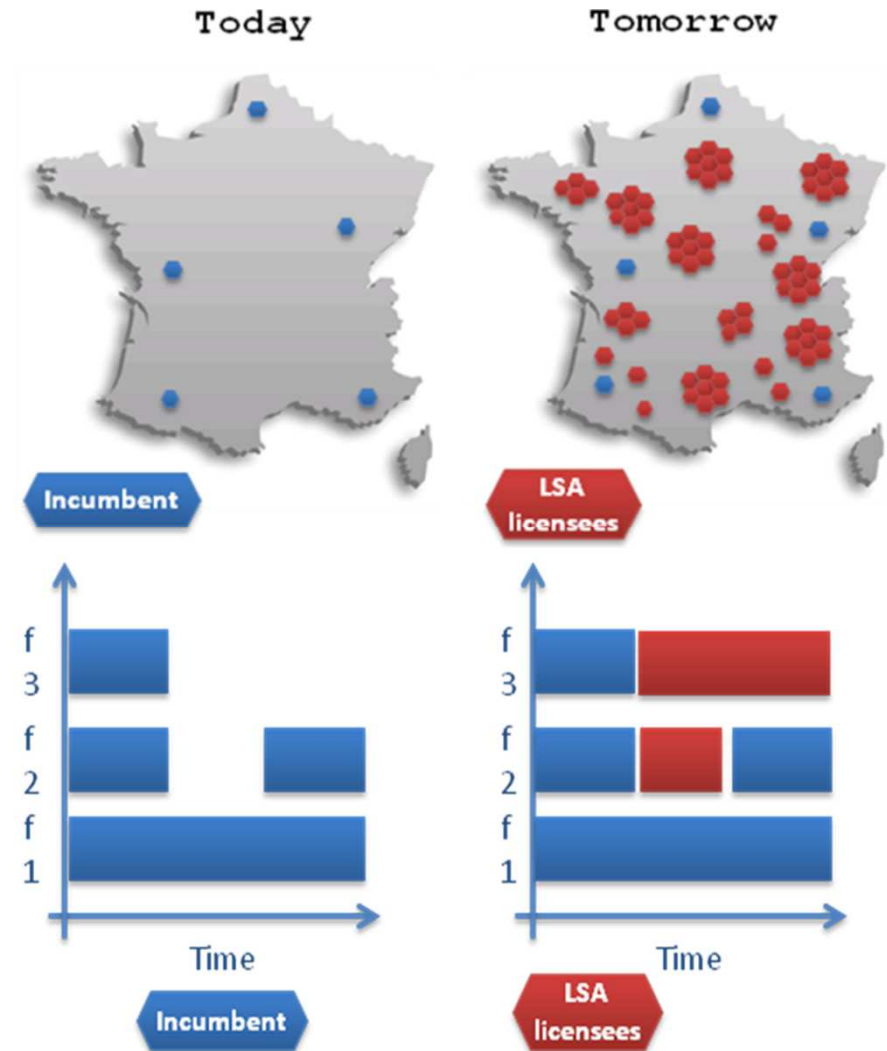 Today
Tomorrow
Incumbent
LSA
licensees
f
3
f
2
f
1
Time
Incumbent
f
3
f
2
f
1
Time
LSA
licensees